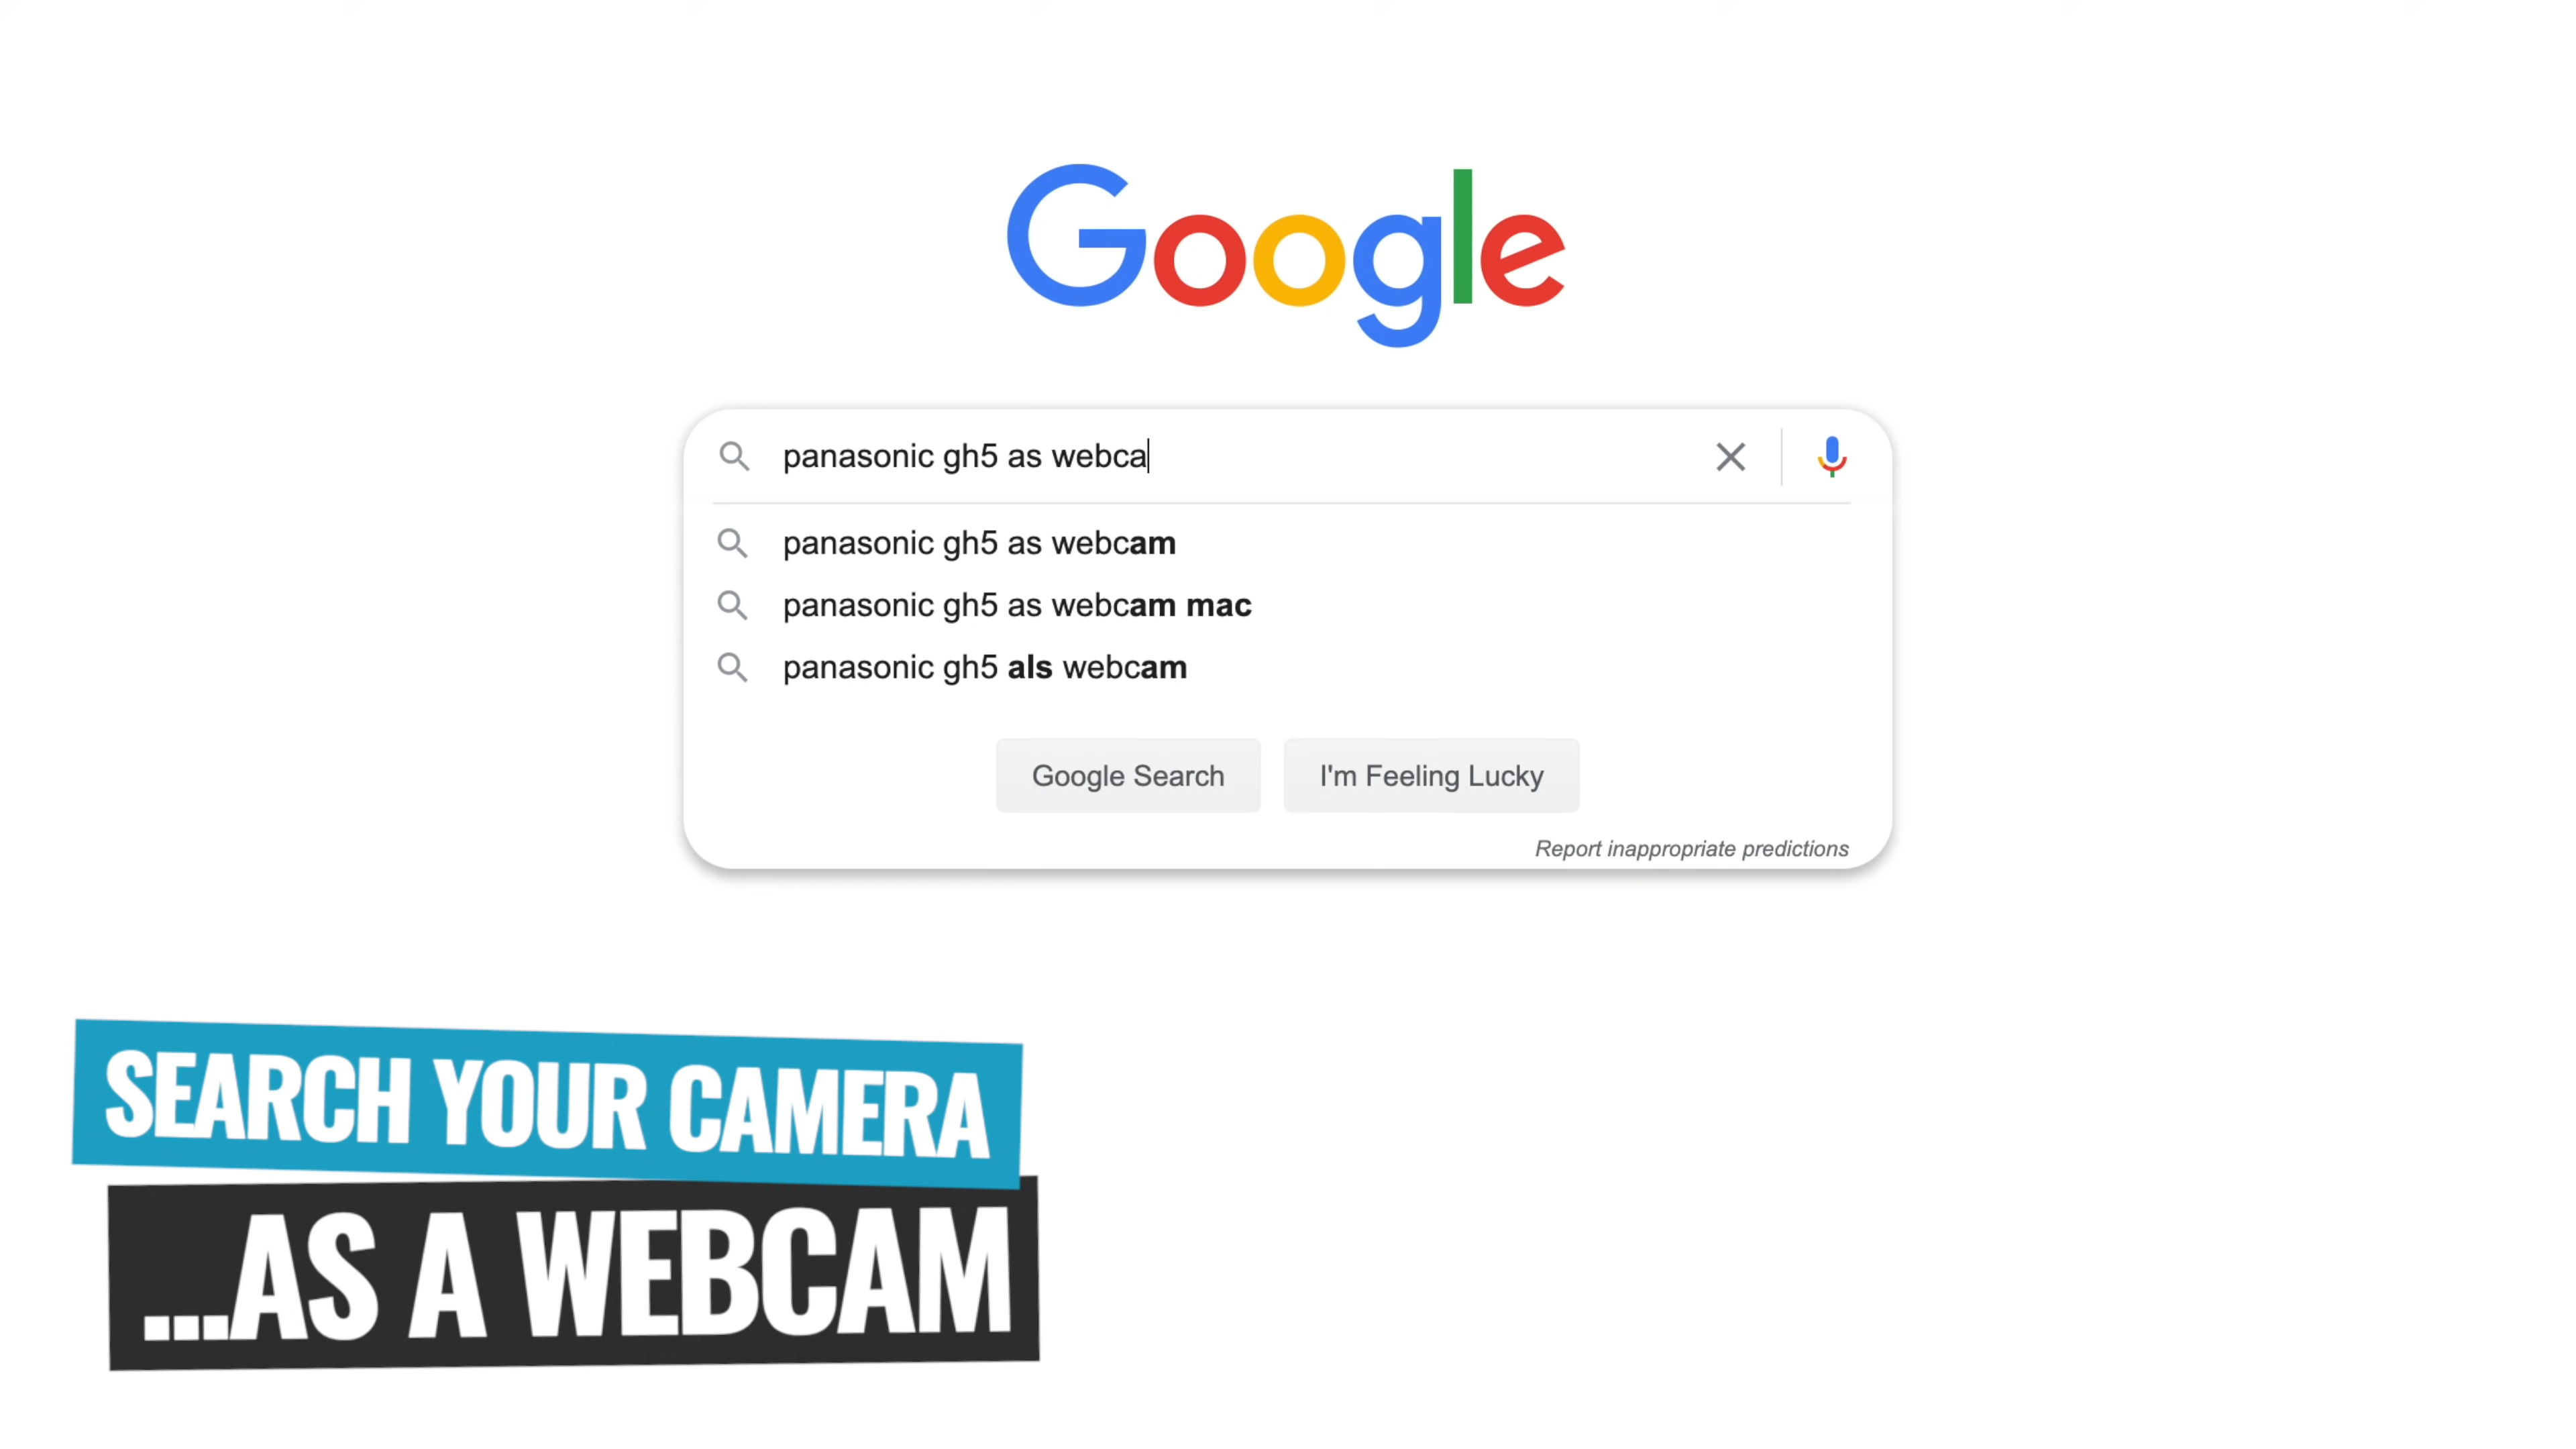 Google
panasonic gh5 as webca
panasonic gh5 as webcam
panasonic gh5 as webcam mac
panasonic gh5 als webcam
Google Search
I'm Feeling Lucky
Report inappropriate predictions
SEARCH YOUR CAMERA
...AS A WEBCAM